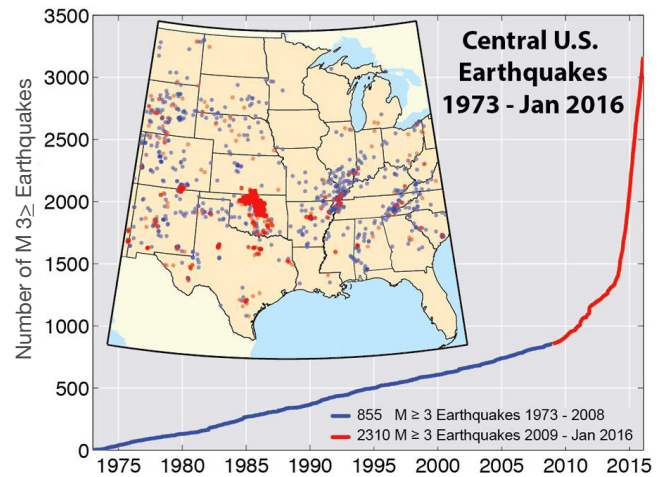 Central U.S.
Earthquakes
1973 - Jan 2016
Number of M 3≥ Earthquakes
3500
3000
2500
2000
1500
1000
500
0
855 M ≥ 3 Earthquakes 1973 - 2008
2310 M ≥ 3 Earthquakes 2009 - Jan 2016
1975 1980 1985 1990 1995 2000 2005 2010 2015